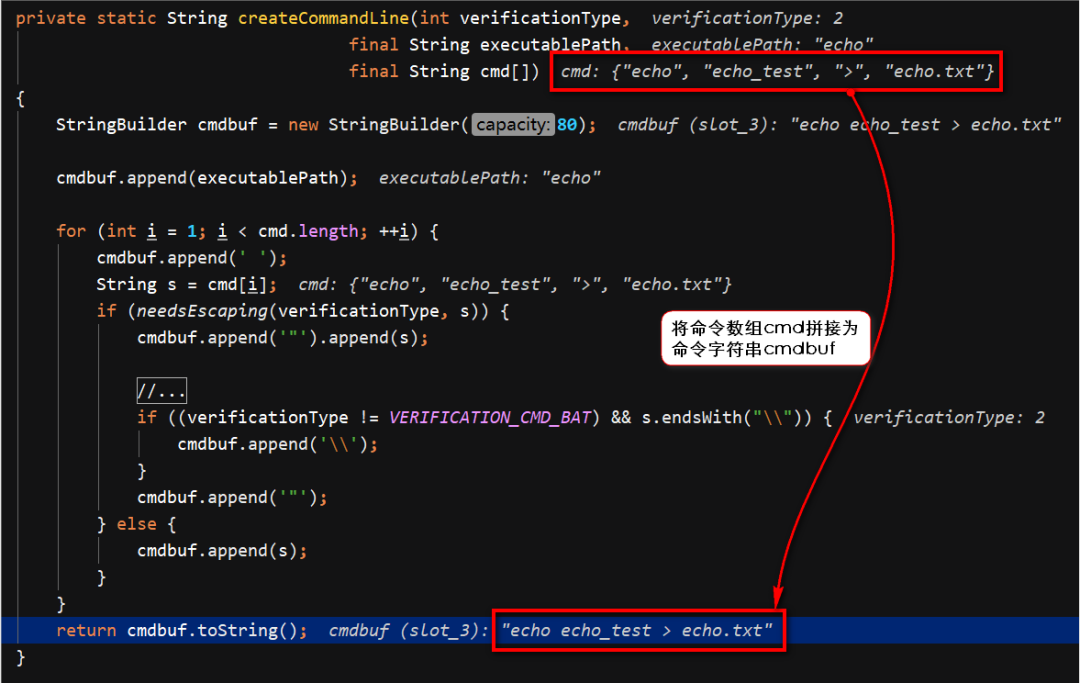 private static String createCommandLine(int verificationType,  verificationType: 2
                                 final String executablePath,  executablePath: "echo"
                                 final String cmd[])  cmd: {"echo", "echo_test", ">", "echo.txt"}
{
    StringBuilder cmdbuf = new StringBuilder( capacity: 80);  cmdbuf (slot_3): "echo echo_test > echo.txt"
    cmdbuf.append(executablePath);  executablePath: "echo"
    for (int i = 1; i < cmd.length; ++i) {
        cmdbuf.append(' ');
        String s = cmd[i];  cmd: {"echo", "echo_test", ">", "echo.txt"}
        if (needsEscaping(verificationType, s)) {
            cmdbuf.append('"').append(s);
将命令数组cmd拼接为
命令字符串cmdbuf
            //...
            if ((verificationType != VERIFICATION_CMD_BAT) && s.endsWith("\\")) {  verificationType: 2
                cmdbuf.append('\\');
            }
            cmdbuf.append('"');
        } else {
            cmdbuf.append(s);
        }
    }
    return cmdbuf.toString();  cmdbuf (slot_3): "echo echo_test > echo.txt"
}